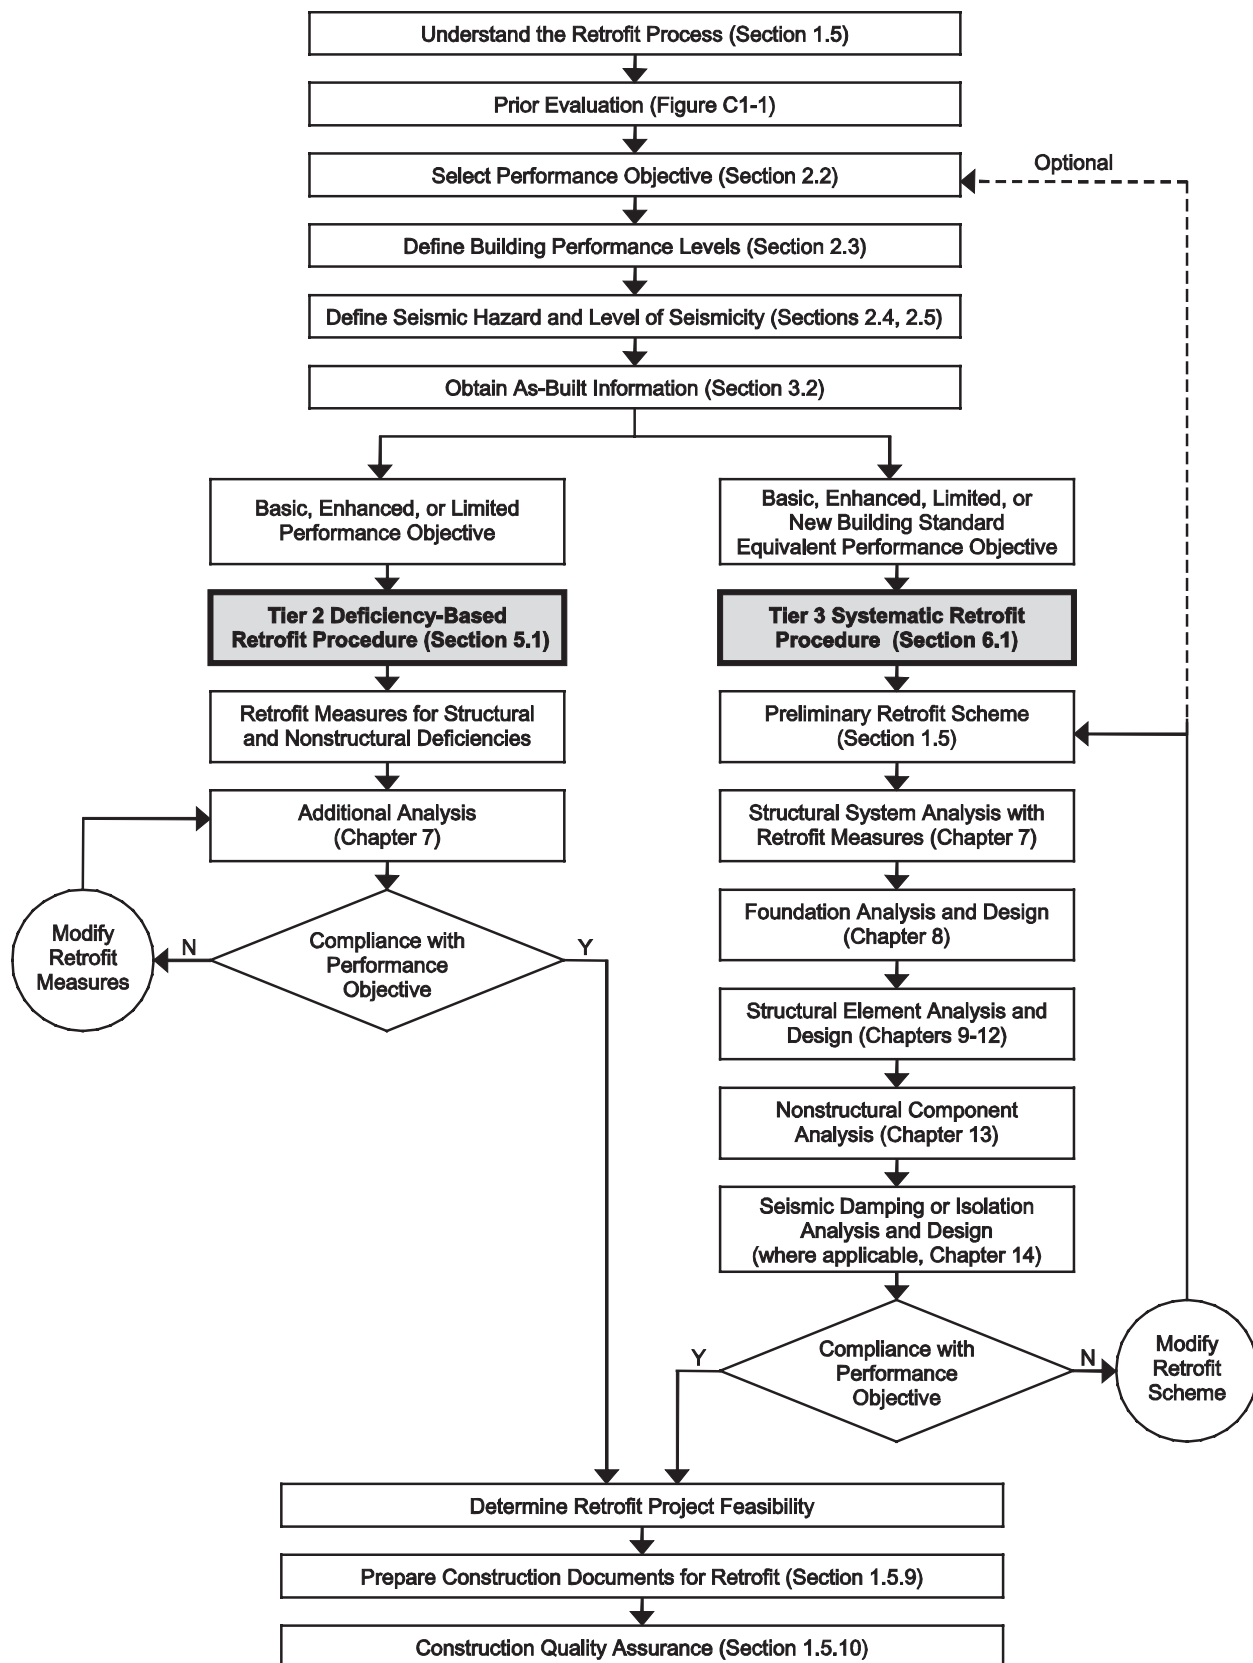 Understand the Retrofit Process (Section 1.5)
Prior Evaluation (Figure C1-1)
Optional
Select Performance Objective (Section 2.2)
Define Building Performance Levels (Section 2.3)
Define Seismic Hazard and Level of Seismicity (Sections 2.4, 2.5)
Obtain As-Built Information (Section 3.2)
Basic, Enhanced, or Limited
Performance Objective
Basic, Enhanced, Limited, or
New Building Standard
Equivalent Performance Objective
Tier 2 Deficiency-Based
Retrofit Procedure (Section 5.1)
Tier 3 Systematic Retrofit
Procedure (Section 6.1)
Retrofit Measures for Structural
and Nonstructural Deficiencies
Preliminary Retrofit Scheme
(Section 1.5)
Additional Analysis
(Chapter 7)
Structural System Analysis with
Retrofit Measures (Chapter 7)
Modify
Retrofit
Measures
N
Compliance with
Performance
Objective
Y
Foundation Analysis and Design
(Chapter 8)
Structural Element Analysis and
Design (Chapters 9-12)
Nonstructural Component
Analysis (Chapter 13)
Seismic Damping or Isolation
Analysis and Design
(where applicable, Chapter 14)
Y
Compliance with
Performance
Objective
N
Modify
Retrofit
Scheme
Determine Retrofit Project Feasibility
Prepare Construction Documents for Retrofit (Section 1.5.9)
Construction Quality Assurance (Section 1.5.10)